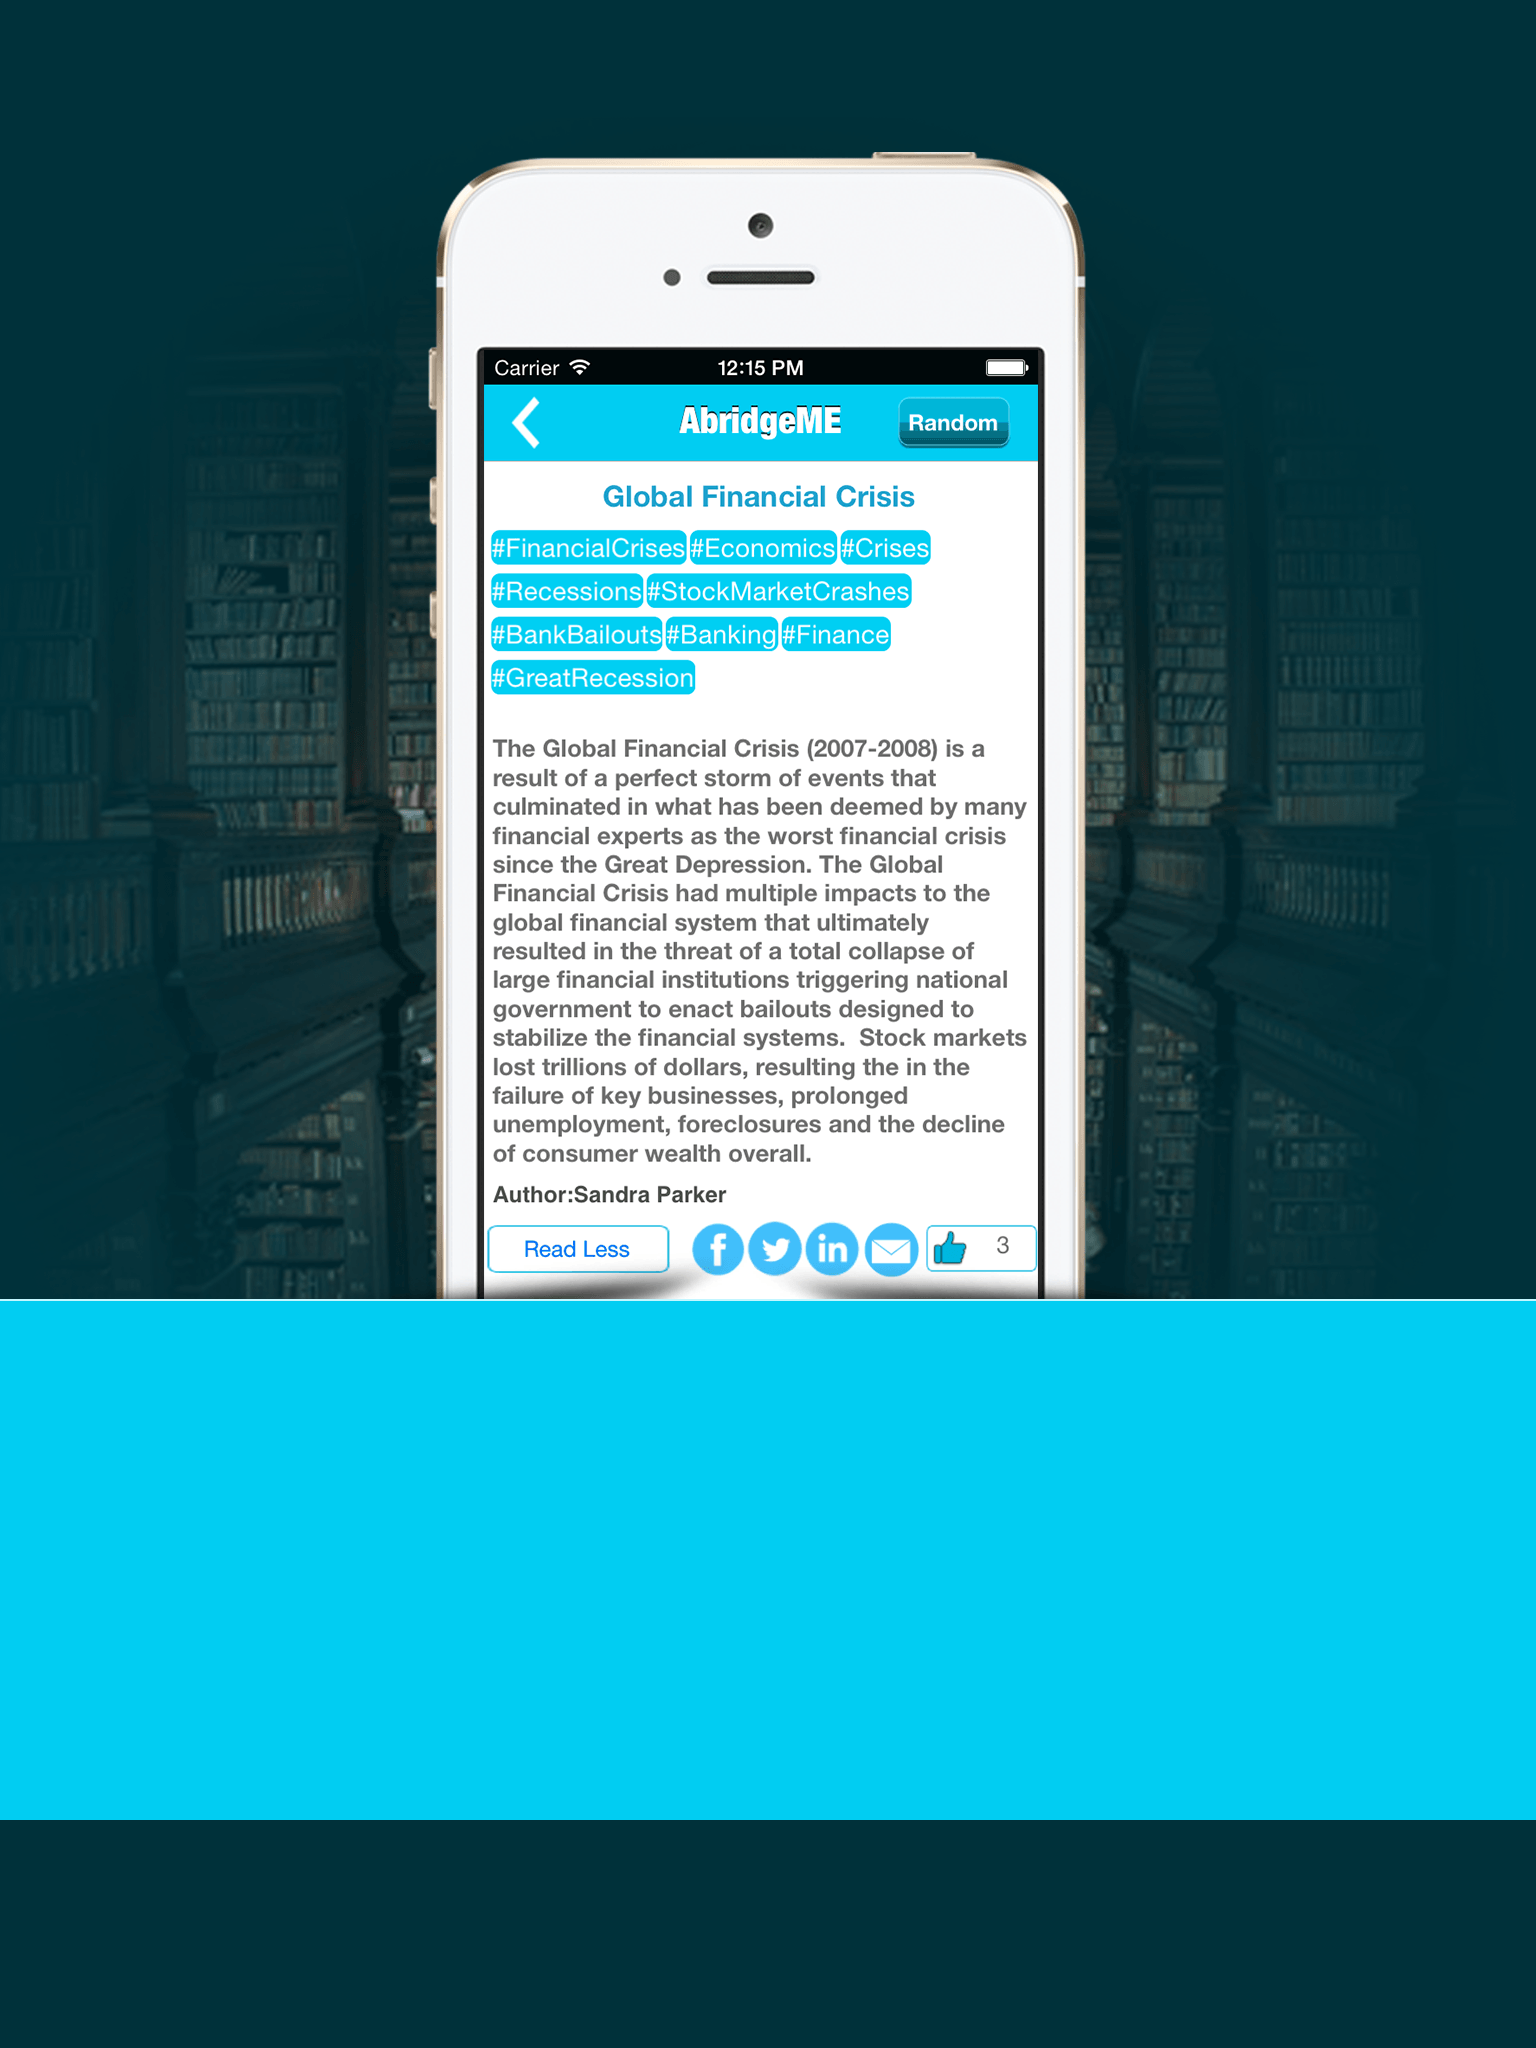 Carrier 12:15 PM
AbridgeME Random
Global Financial Crisis
#FinancialCrises #Economics #Crises
#Recessions #StockMarketCrashes
#BankBailouts #Banking #Finance
#GreatRecession
The Global Financial Crisis (2007-2008) is a
result of a perfect storm of events that
culminated in what has been deemed by many
financial experts as the worst financial crisis
since the Great Depression. The Global
Financial Crisis had multiple impacts to the
global financial system that ultimately
resulted in the threat of a total collapse of
large financial institutions triggering national
government to enact bailouts designed to
stabilize the financial systems.  Stock markets
lost trillions of dollars, resulting the in the
failure of key businesses, prolonged
unemployment, foreclosures and the decline
of consumer wealth overall.
Author:Sandra Parker
Read Less f in 3